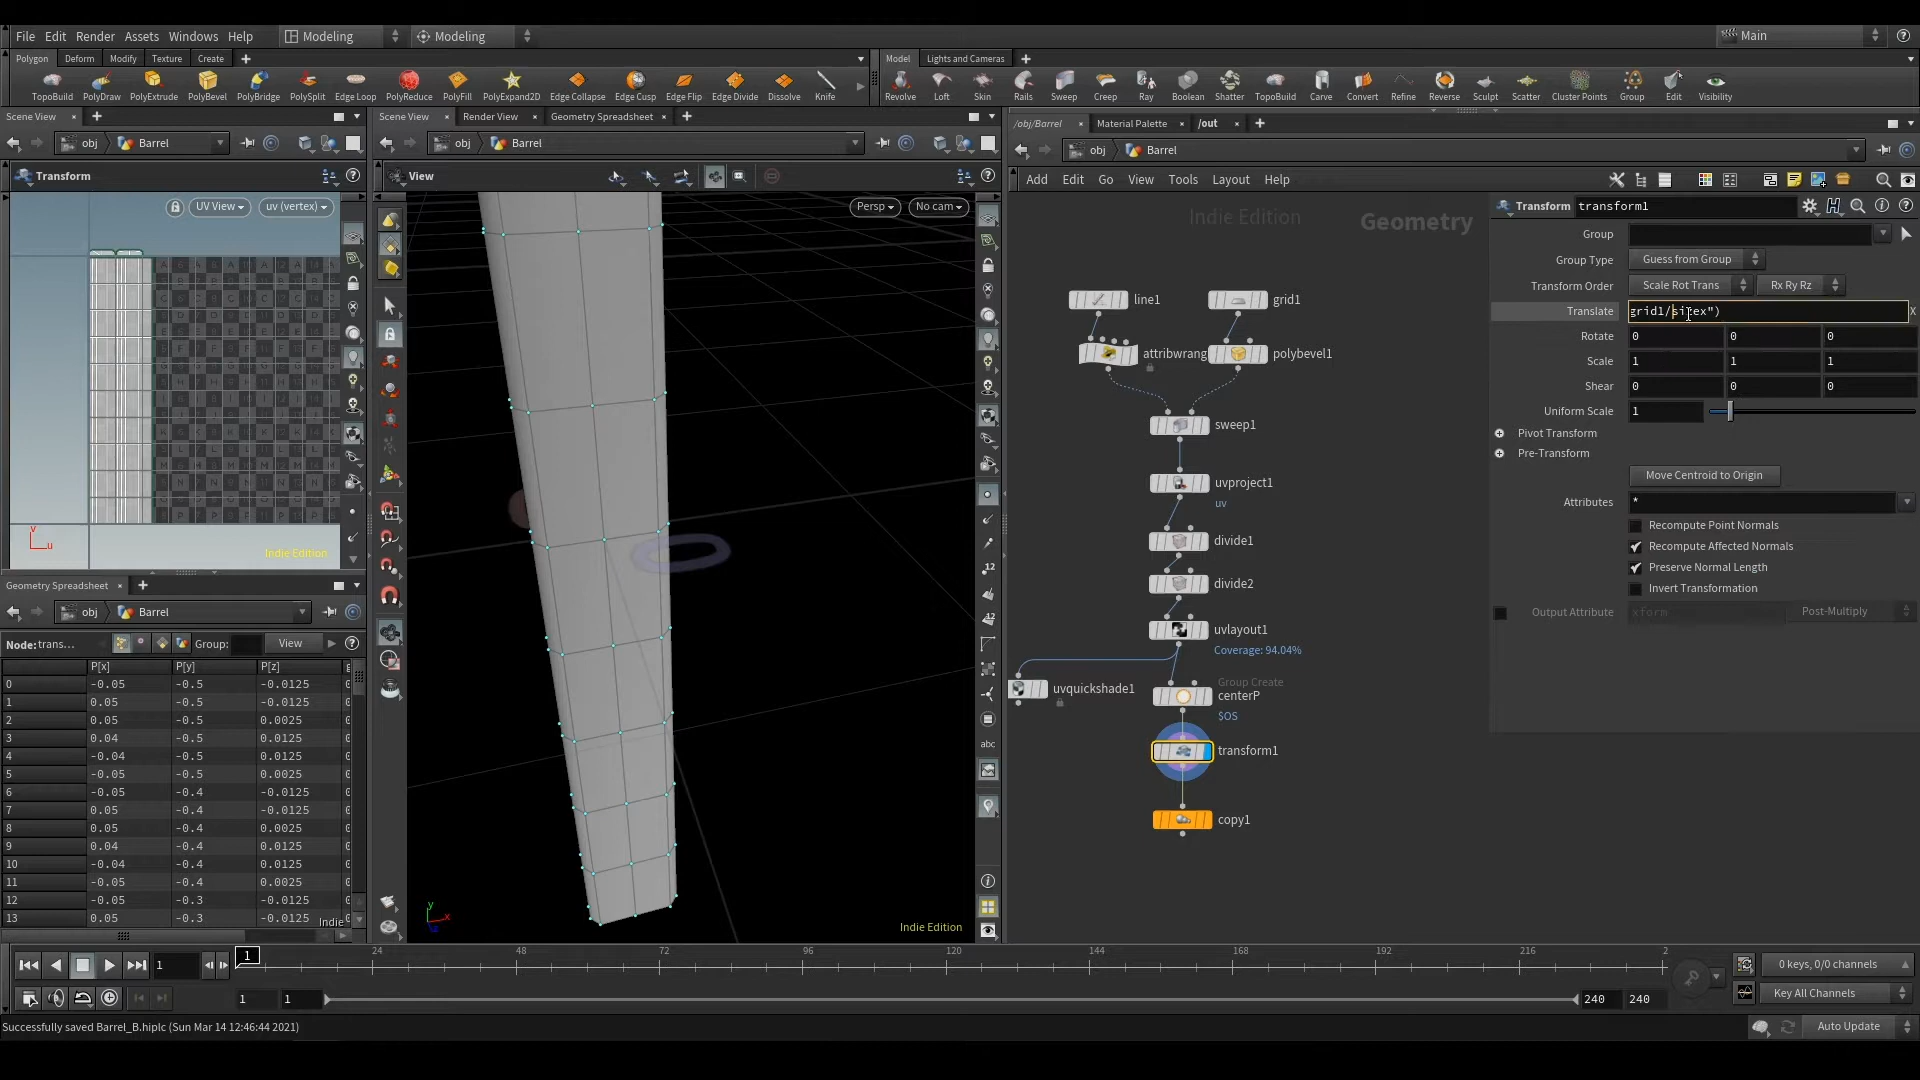 File Edit Render Assets Windows Help Modeling Modeling Main
Polygon Deform Modify Texture Create Model Lights and Cameras
TopoBuild PolyDraw PolyExtrude PolyBevel PolyBridge PolySplit Edge Loop PolyReduce PolyFill PolyExpand2D Edge Collapse Edge Cusp Edge Flip Edge Divide Dissolve Knife Revolve Loft Skin Rails Sweep Creep Ray Boolean Shatter TopoBuild Carve Convert Refine Reverse Sculpt Scatter Cluster Points Group Edit Visibility
Scene View Scene View Render View Geometry Spreadsheet /obj/Barrel Material Palette /out
obj Barrel obj Barrel obj Barrel
Transform View Add Edit Go View Tools Layout Help
UV View uv (vertex) Persp No cam
Indie Edition Geometry
Transform transform1
Group
Group Type Guess from Group
Transform Order Scale Rot Trans Rx Ry Rz
Translate grid1/sizex")
Rotate 0 0 0
Scale 1 1 1
Shear 0 0 0
Uniform Scale 1
Pivot Transform
Pre-Transform
Move Centroid to Origin
Attributes *
Recompute Point Normals
Recompute Affected Normals
Preserve Normal Length
Invert Transformation
Output Attribute xform Post-Multiply
line1 grid1
attribwrang polybevel1
sweep1
uvproject1
uv
divide1
divide2
uvlayout1
Coverage: 94.04%
uvquickshade1
Group Create
centerP
$OS
transform1
copy1
v
u
Indie Edition
12
12
abc
y
x
Indie Edition
Geometry Spreadsheet
obj Barrel
Node: trans... Group: View
P[x] P[y] P[z]
0 -0.05 -0.5 -0.0125
1 0.05 -0.5 -0.0125
2 0.05 -0.5 0.0025
3 0.04 -0.5 0.0125
4 -0.04 -0.5 0.0125
5 -0.05 -0.5 0.0025
6 -0.05 -0.4 -0.0125
7 0.05 -0.4 -0.0125
8 0.05 -0.4 0.0025
9 0.04 -0.4 0.0125
10 -0.04 -0.4 0.0125
11 -0.05 -0.4 0.0025
12 -0.05 -0.3 -0.0125
13 0.05 -0.3 -0.0125
Indie
1 1 24 48 72 96 120 144 168 192 216 2 0 keys, 0/0 channels
1 1 240 240 Key All Channels
Successfully saved Barrel_B.hiplc (Sun Mar 14 12:46:44 2021) Auto Update